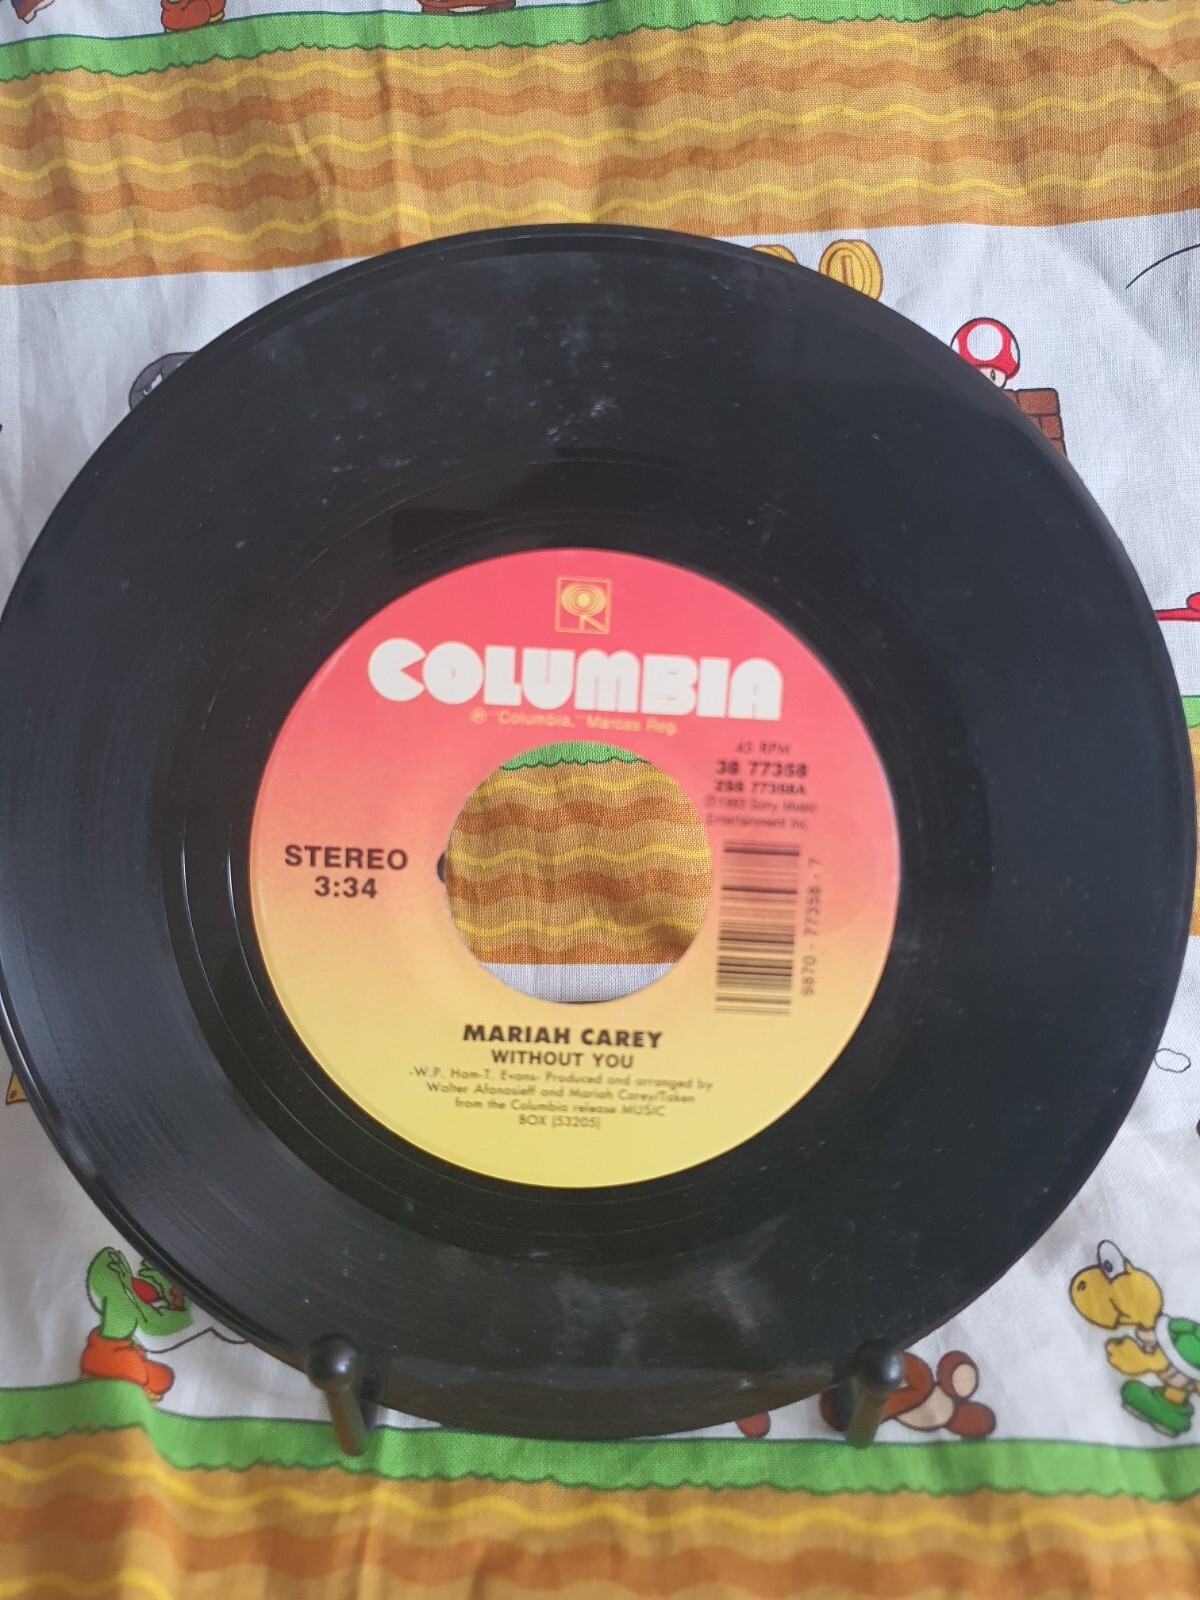 COLUMBIA
® "Columbia," Marcas Reg.
45 RPM
38 77358
ZSS 77358A
Ⓟ1993 Sony Music
Entertainment Inc.
STEREO
3:34
9870 - 77358 - 7
MARIAH CAREY
WITHOUT YOU
-W.P. Ham-T. Evans- Produced and arranged by
Walter Afanasieff and Mariah Carey/Taken
from the Columbia release MUSIC
BOX (53205)